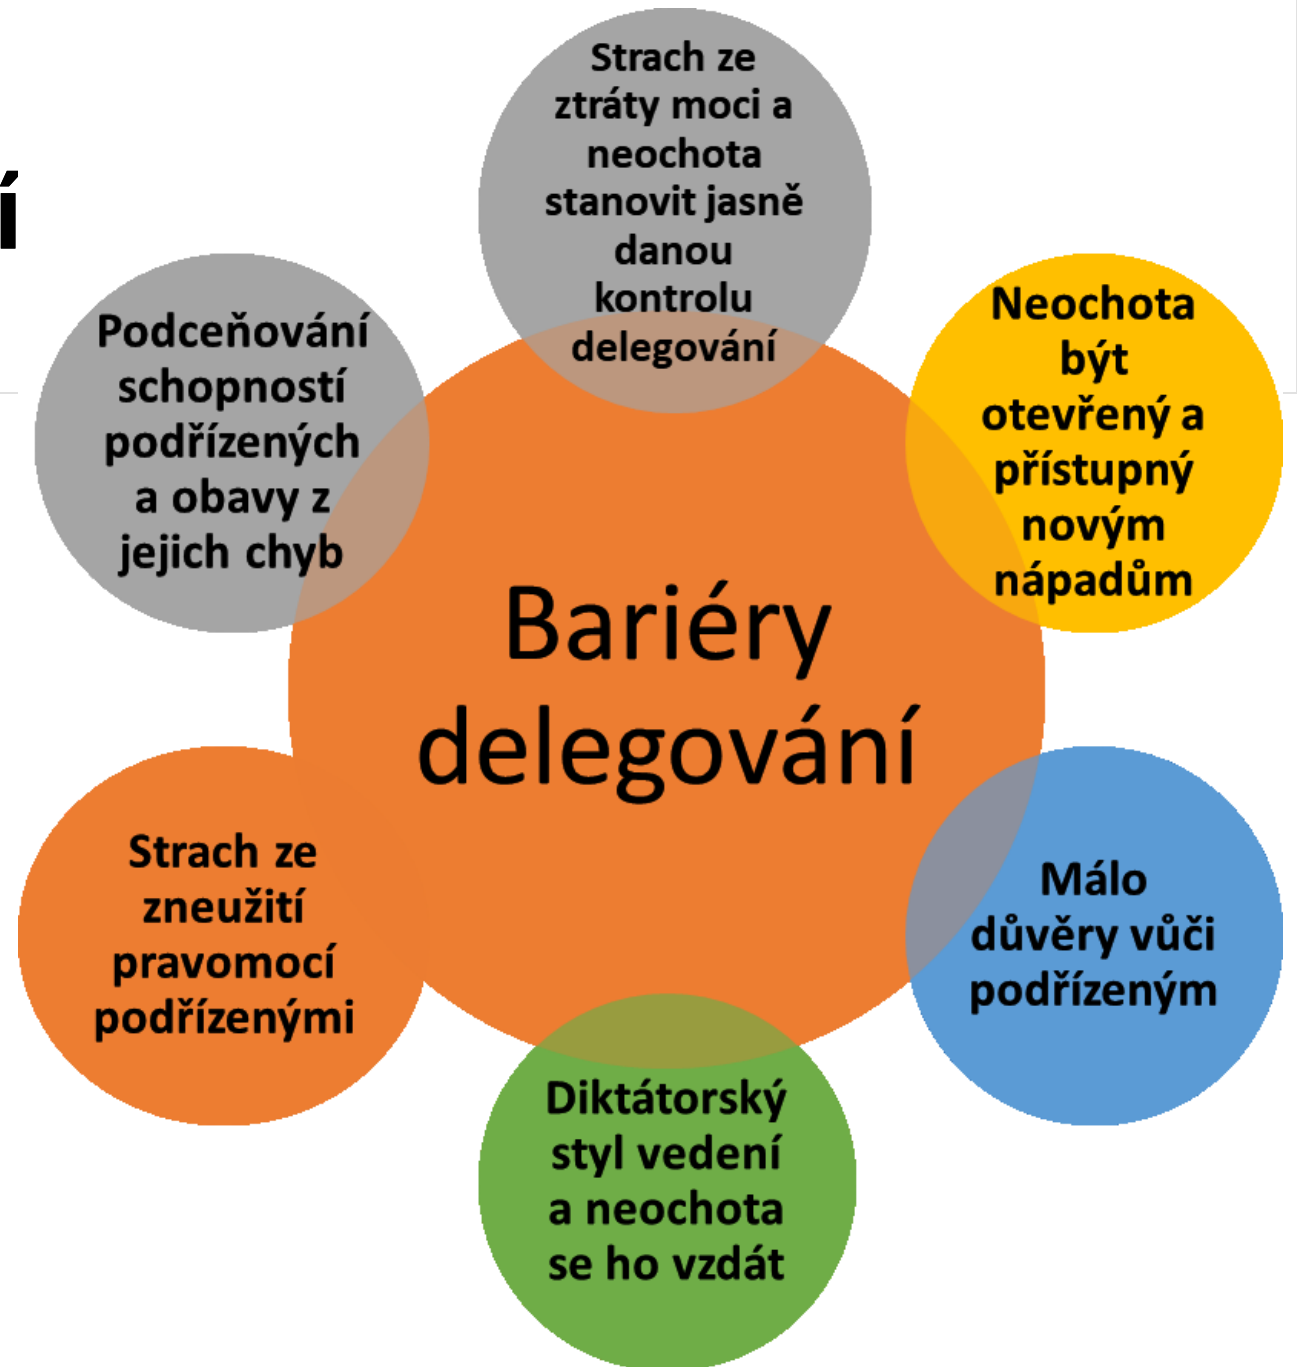 Strach ze
ztráty moci a
neochota
stanovit jasně
danou
kontrolu
delegování
í
Podceňování
schopností
podřízených
a obavy z
jejich chyb
Neochota
být
otevřený a
přístupný
novým
nápadům
Bariéry
delegování
Strach ze
zneužití
pravomocí
podřízenými
Málo
důvěry vůči
podřízeným
Diktátorský
styl vedení
a neochota
se ho vzdát